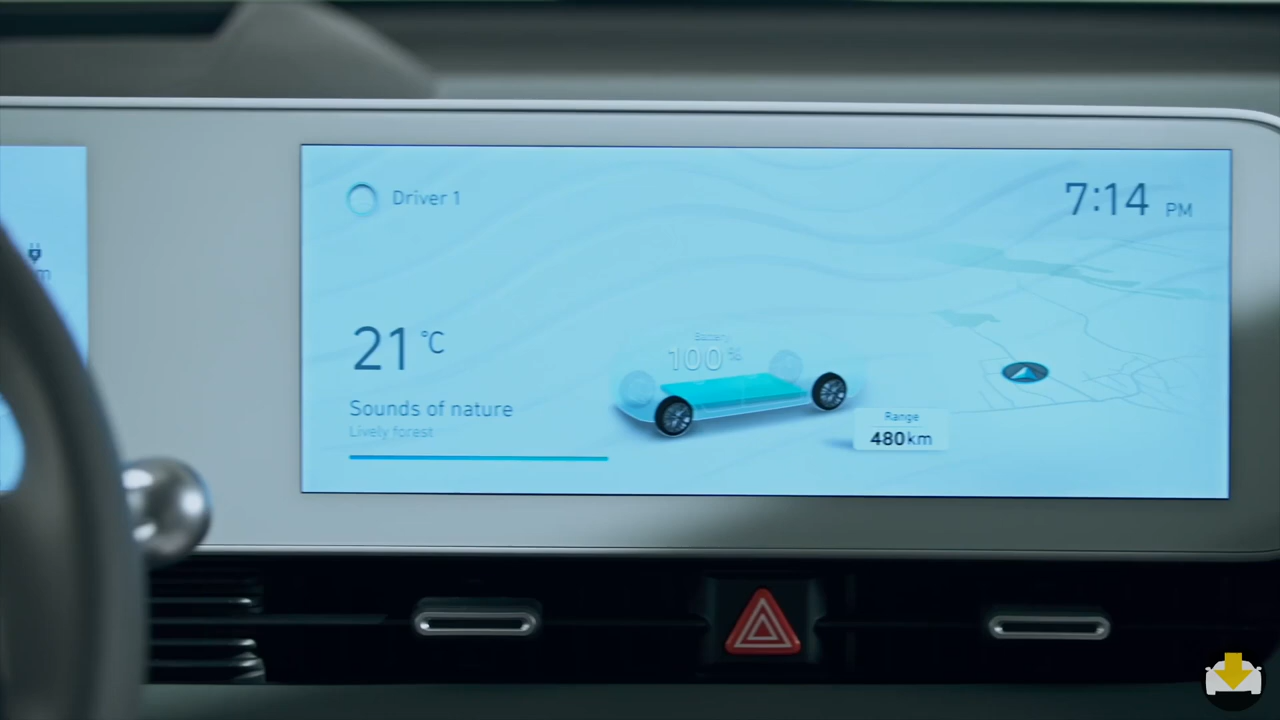 Driver 1
7:14 PM
21 °C
Battery
100 %
Sounds of nature
Lively forest
Range
480km
m